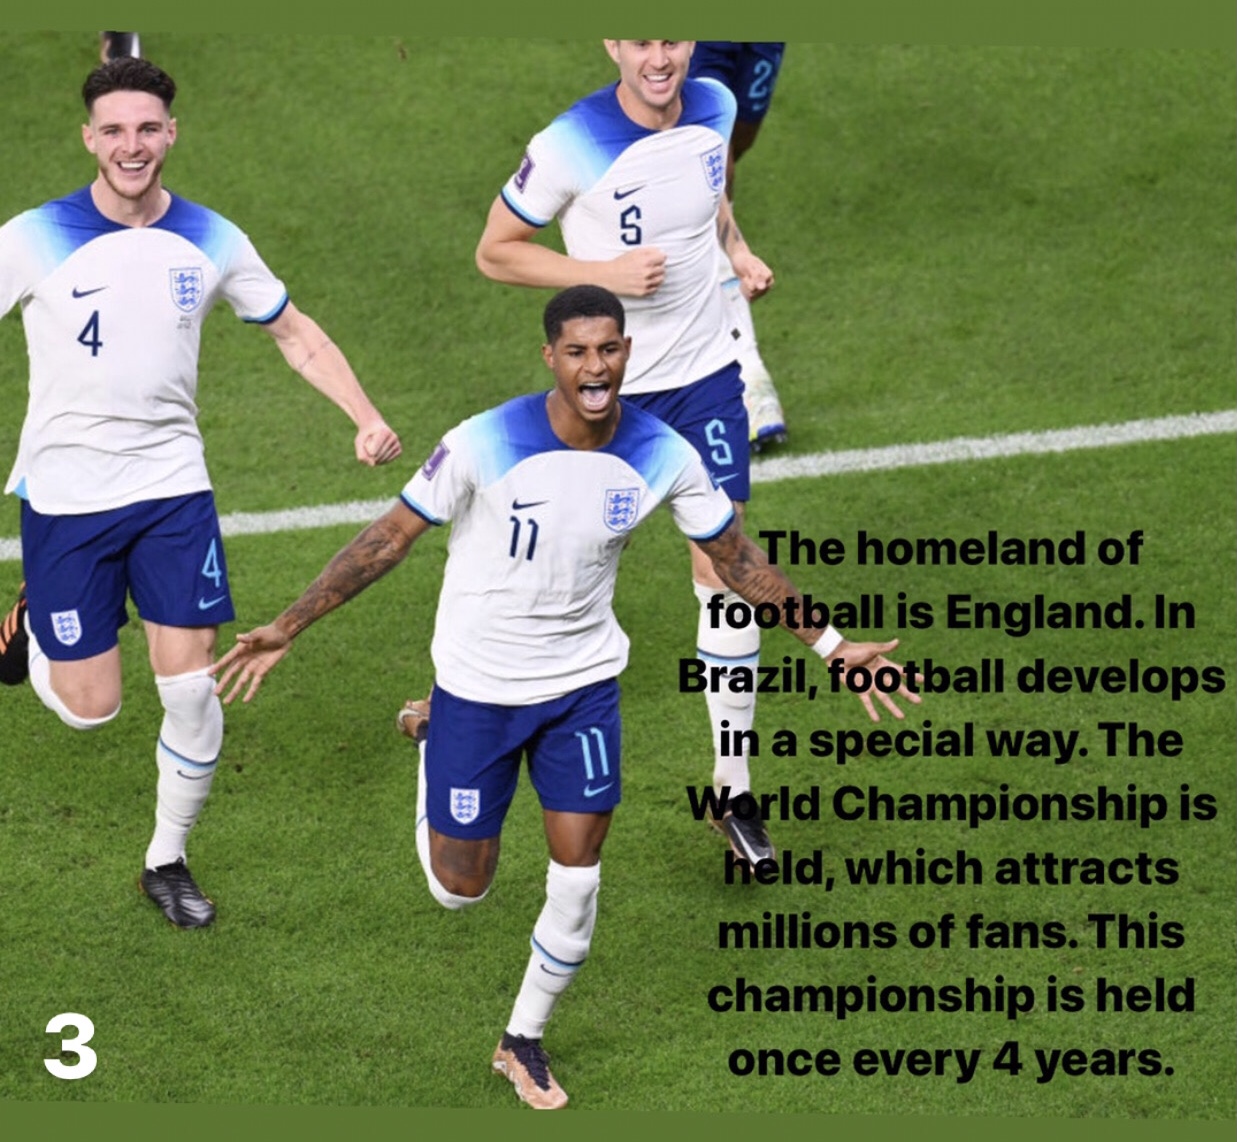 2
5
4
5
11
4
11
The homeland of
football is England. In
Brazil, football develops
in a special way. The
World Championship is
held, which attracts
millions of fans. This
championship is held
once every 4 years.
3